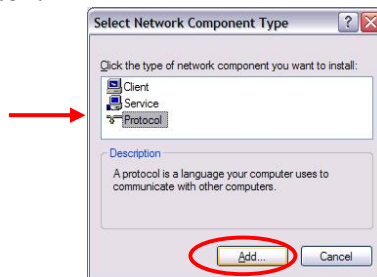 Select Network Component Type
?
Click the type of network component you want to install:
Client
Service
Protocol
Description
A protocol is a language your computer uses to
communicate with other computers.
Add...
Cancel